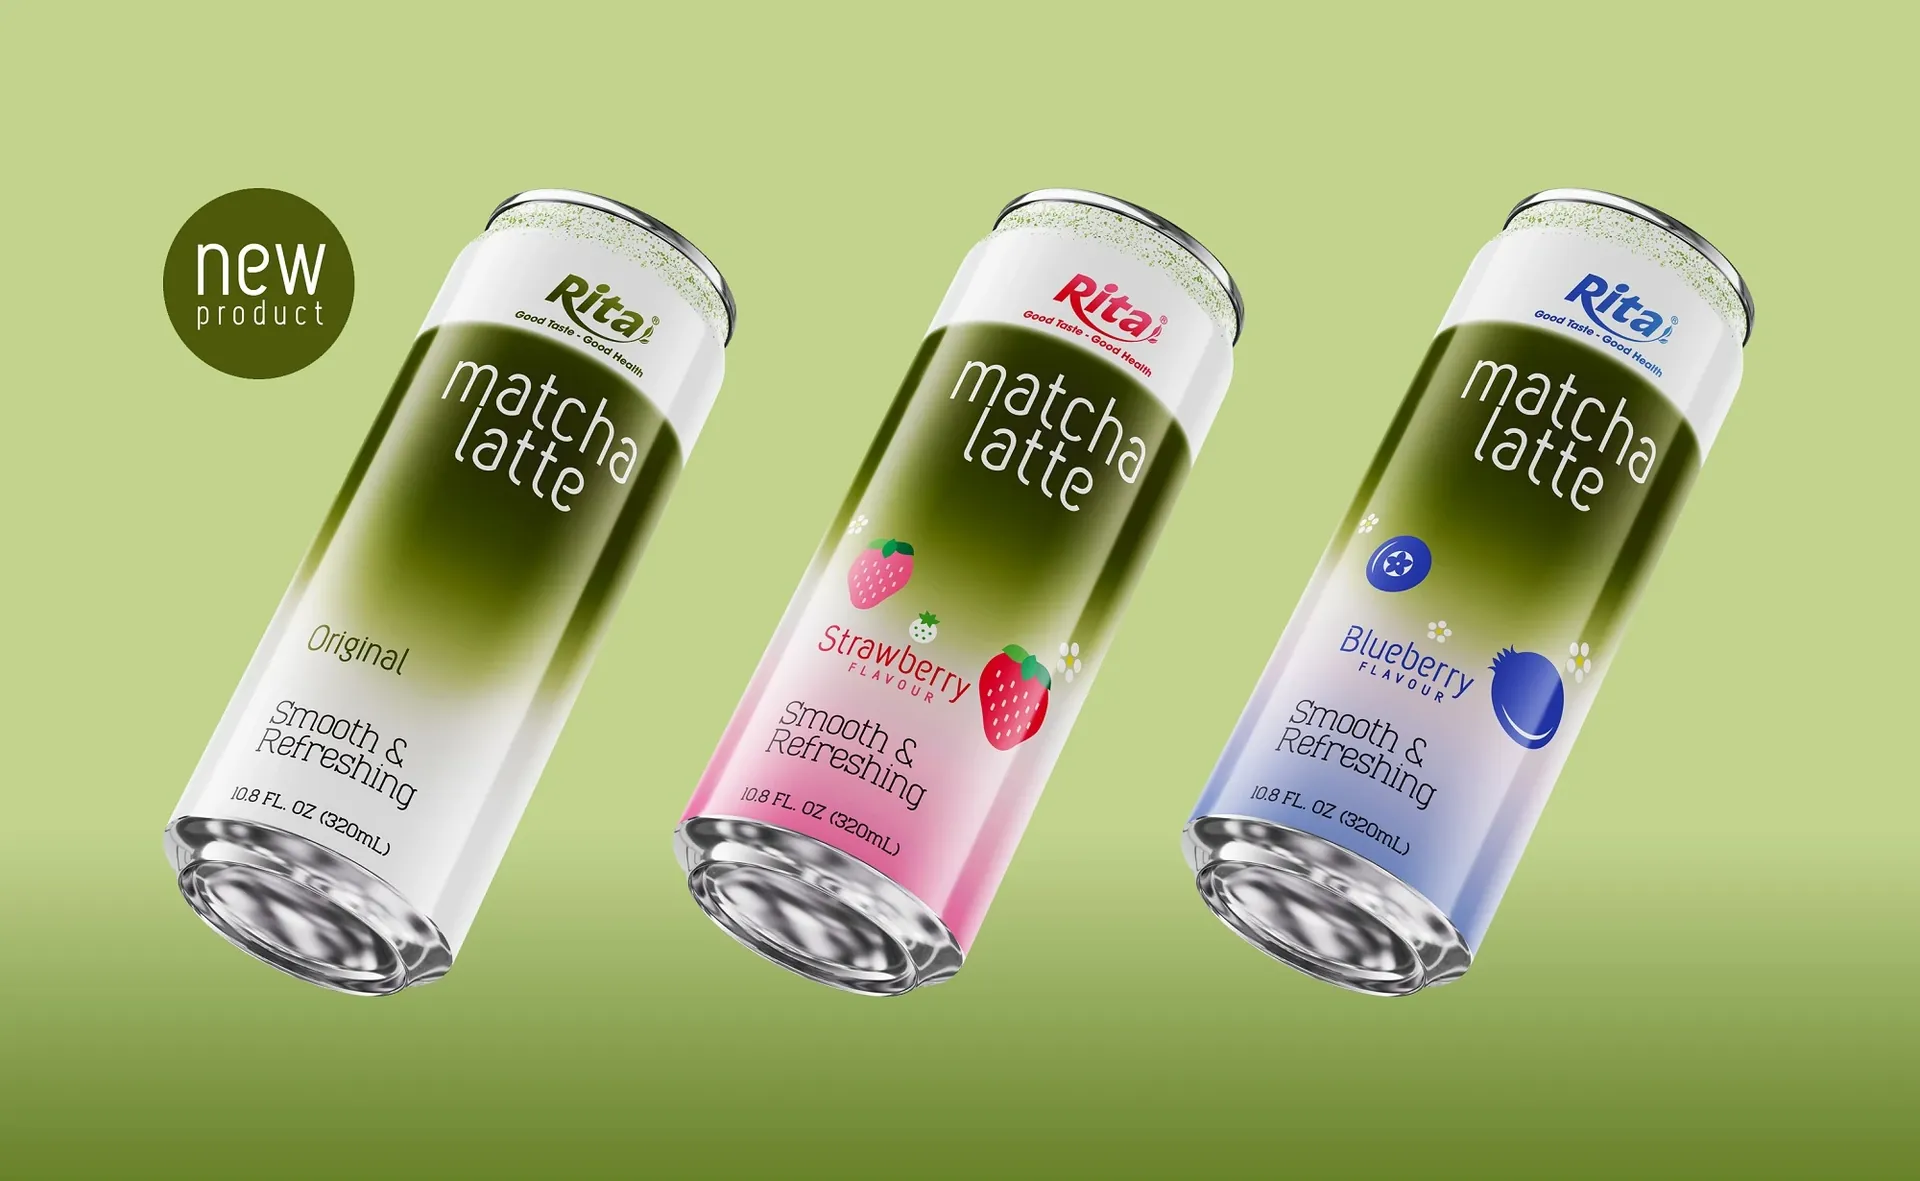 new
product
Rita®
Good Taste - Good Health
matcha
latte
Original
Smooth &
Refreshing
10.8 FL. OZ (320mL)
Rita®
Good Taste - Good Health
matcha
latte
Strawberry
FLAVOUR
Smooth &
Refreshing
10.8 FL. OZ (320mL)
Rita®
Good Taste - Good Health
matcha
latte
Blueberry
FLAVOUR
Smooth &
Refreshing
10.8 FL. OZ (320mL)